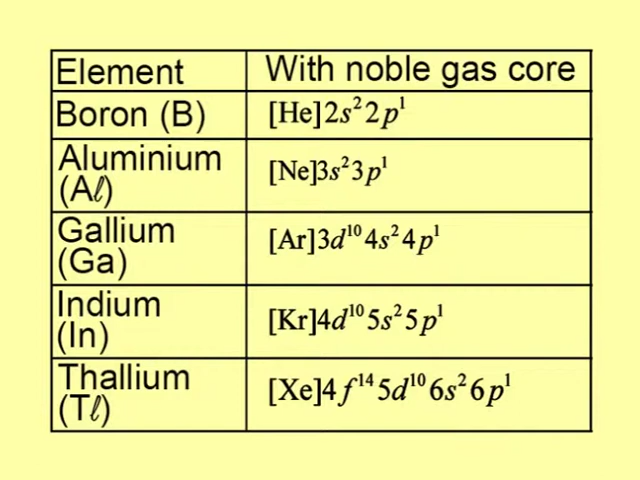 Element With noble gas core
Boron (B) [He]2s²2p¹
Aluminium
(Aℓ) [Ne]3s²3p¹
Gallium
(Ga) [Ar]3d¹⁰4s²4p¹
Indium
(In) [Kr]4d¹⁰5s²5p¹
Thallium
(Tℓ) [Xe]4f¹⁴5d¹⁰6s²6p¹